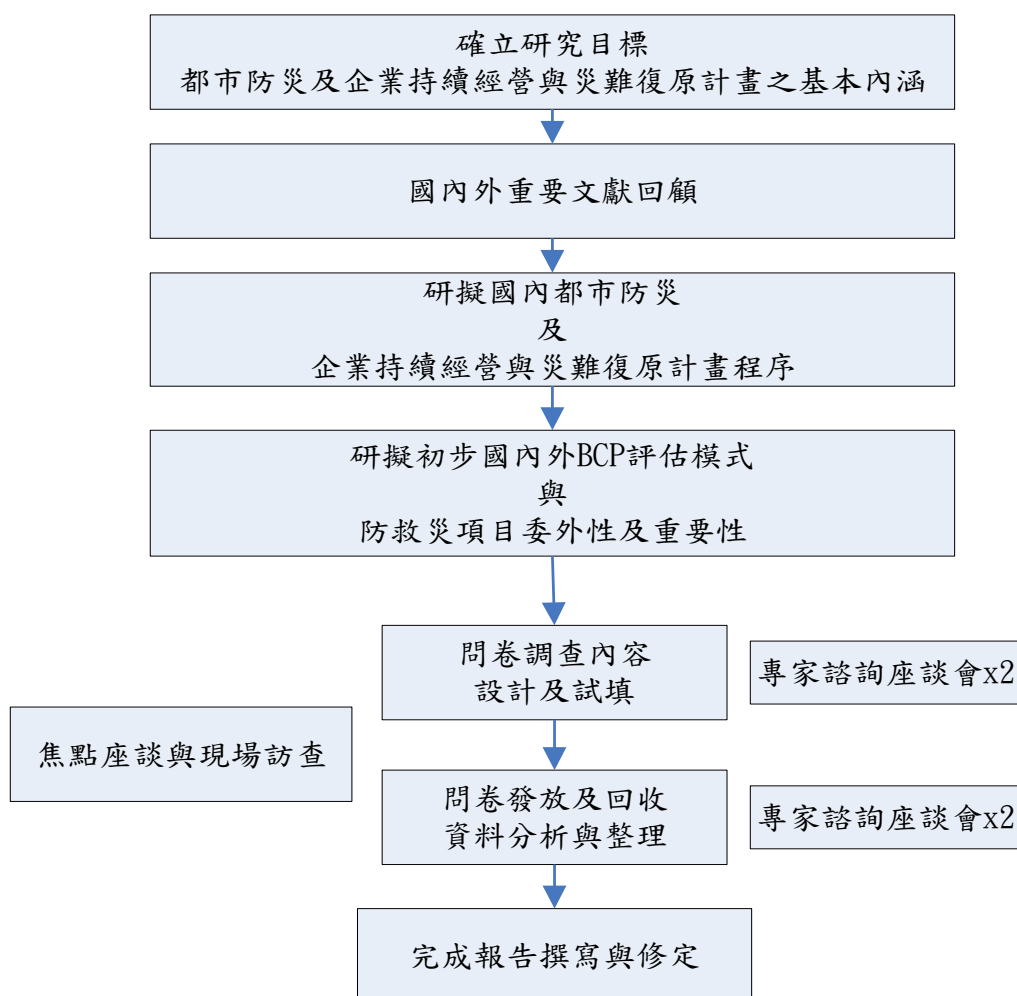 確立研究目標
都市防災及企業持續經營與災難復原計畫之基本內涵
國內外重要文獻回顧
研擬國內都市防災
及
企業持續經營與災難復原計畫程序
研擬初步國內外BCP評估模式
與
防救災項目委外性及重要性
問卷調查內容
設計及試填
專家諮詢座談會x2
焦點座談與現場訪查
問卷發放及回收
資料分析與整理
專家諮詢座談會x2
完成報告撰寫與修定